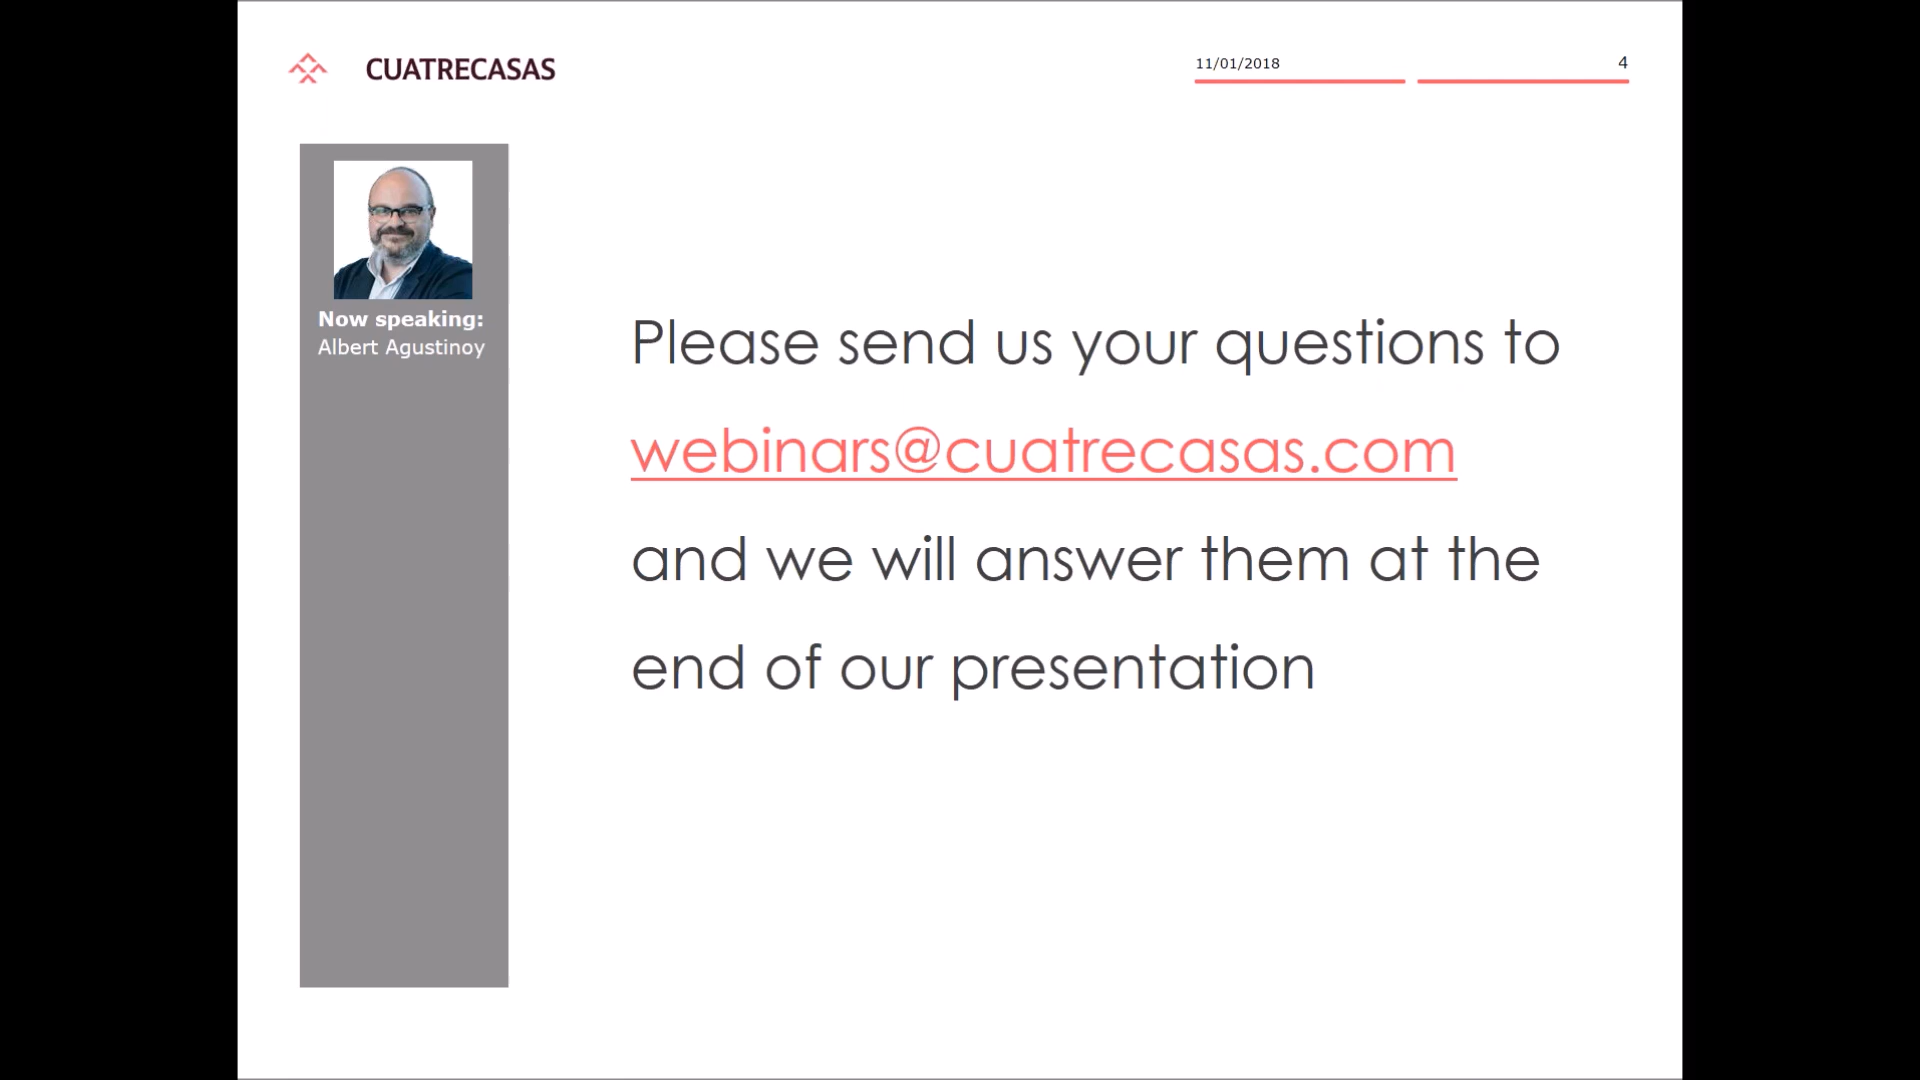 CUATRECASAS
11/01/2018
4
Now speaking:
Albert Agustinoy
Please send us your questions to
webinars@cuatrecasas.com
and we will answer them at the
end of our presentation